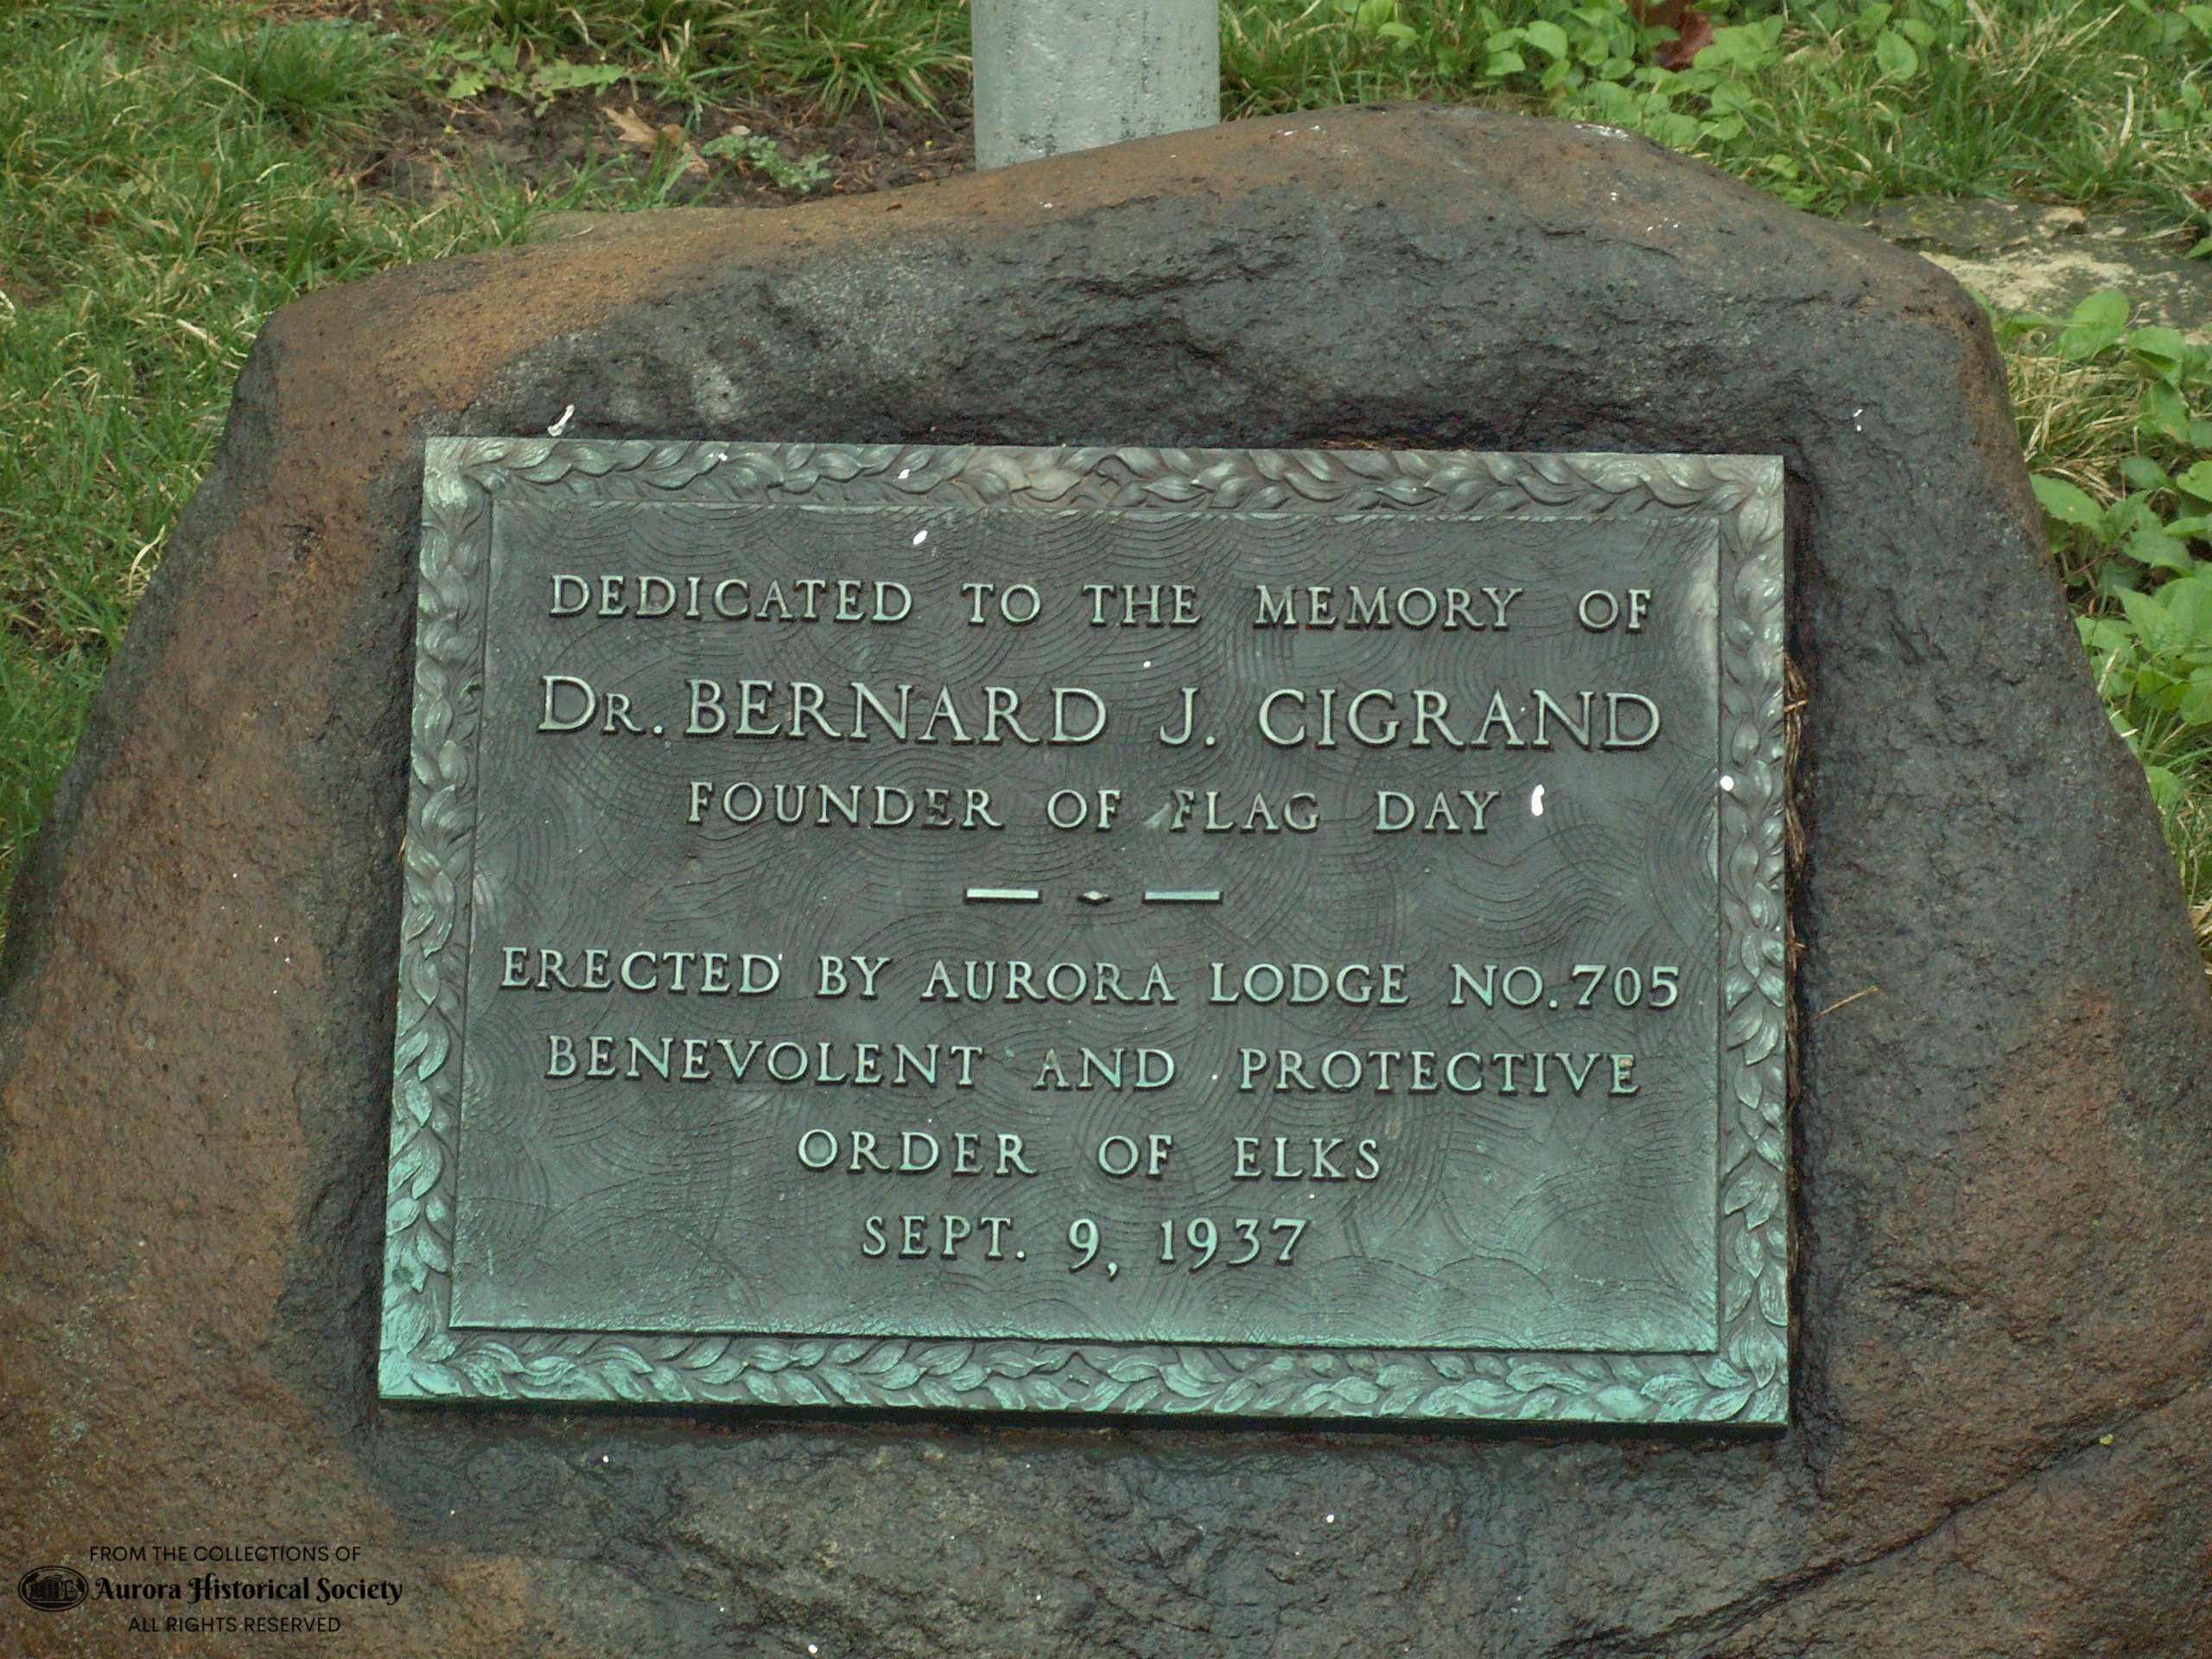 DEDICATED TO THE MEMORY OF
DR. BERNARD J. CIGRAND
FOUNDER OF FLAG DAY
ERECTED BY AURORA LODGE NO. 705
BENEVOLENT AND PROTECTIVE
ORDER OF ELKS
SEPT. 9, 1937
FROM THE COLLECTIONS OF
Aurora Historical Society
ALL RIGHTS RESERVED